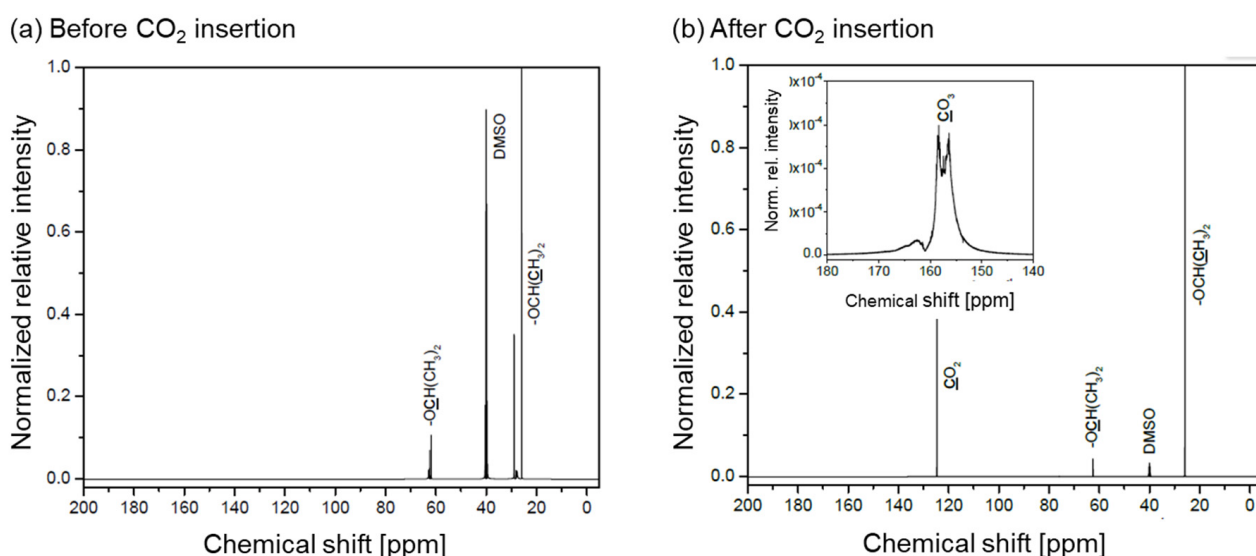 (a) Before CO₂ insertion
Normalized relative intensity
1.0
0.8
0.6
0.4
0.2
0.0
200 180 160 140 120 100 80 60 40 20 0
Chemical shift [ppm]
-OCH(CH₃)₂
DMSO
-OCH(CH₃)₂
(b) After CO₂ insertion
Normalized relative intensity
1.0
0.8
0.6
0.4
0.2
0.0
200 180 160 140 120 100 80 60 40 20 0
Chemical shift [ppm]
CO₂
-OCH(CH₃)₂
DMSO
-OCH(CH₃)₂
Norm. rel. intensity
0x10⁻⁴
0x10⁻⁴
0x10⁻⁴
0x10⁻⁴
0.0
180 170 160 150 140
Chemical shift [ppm]
CO₃